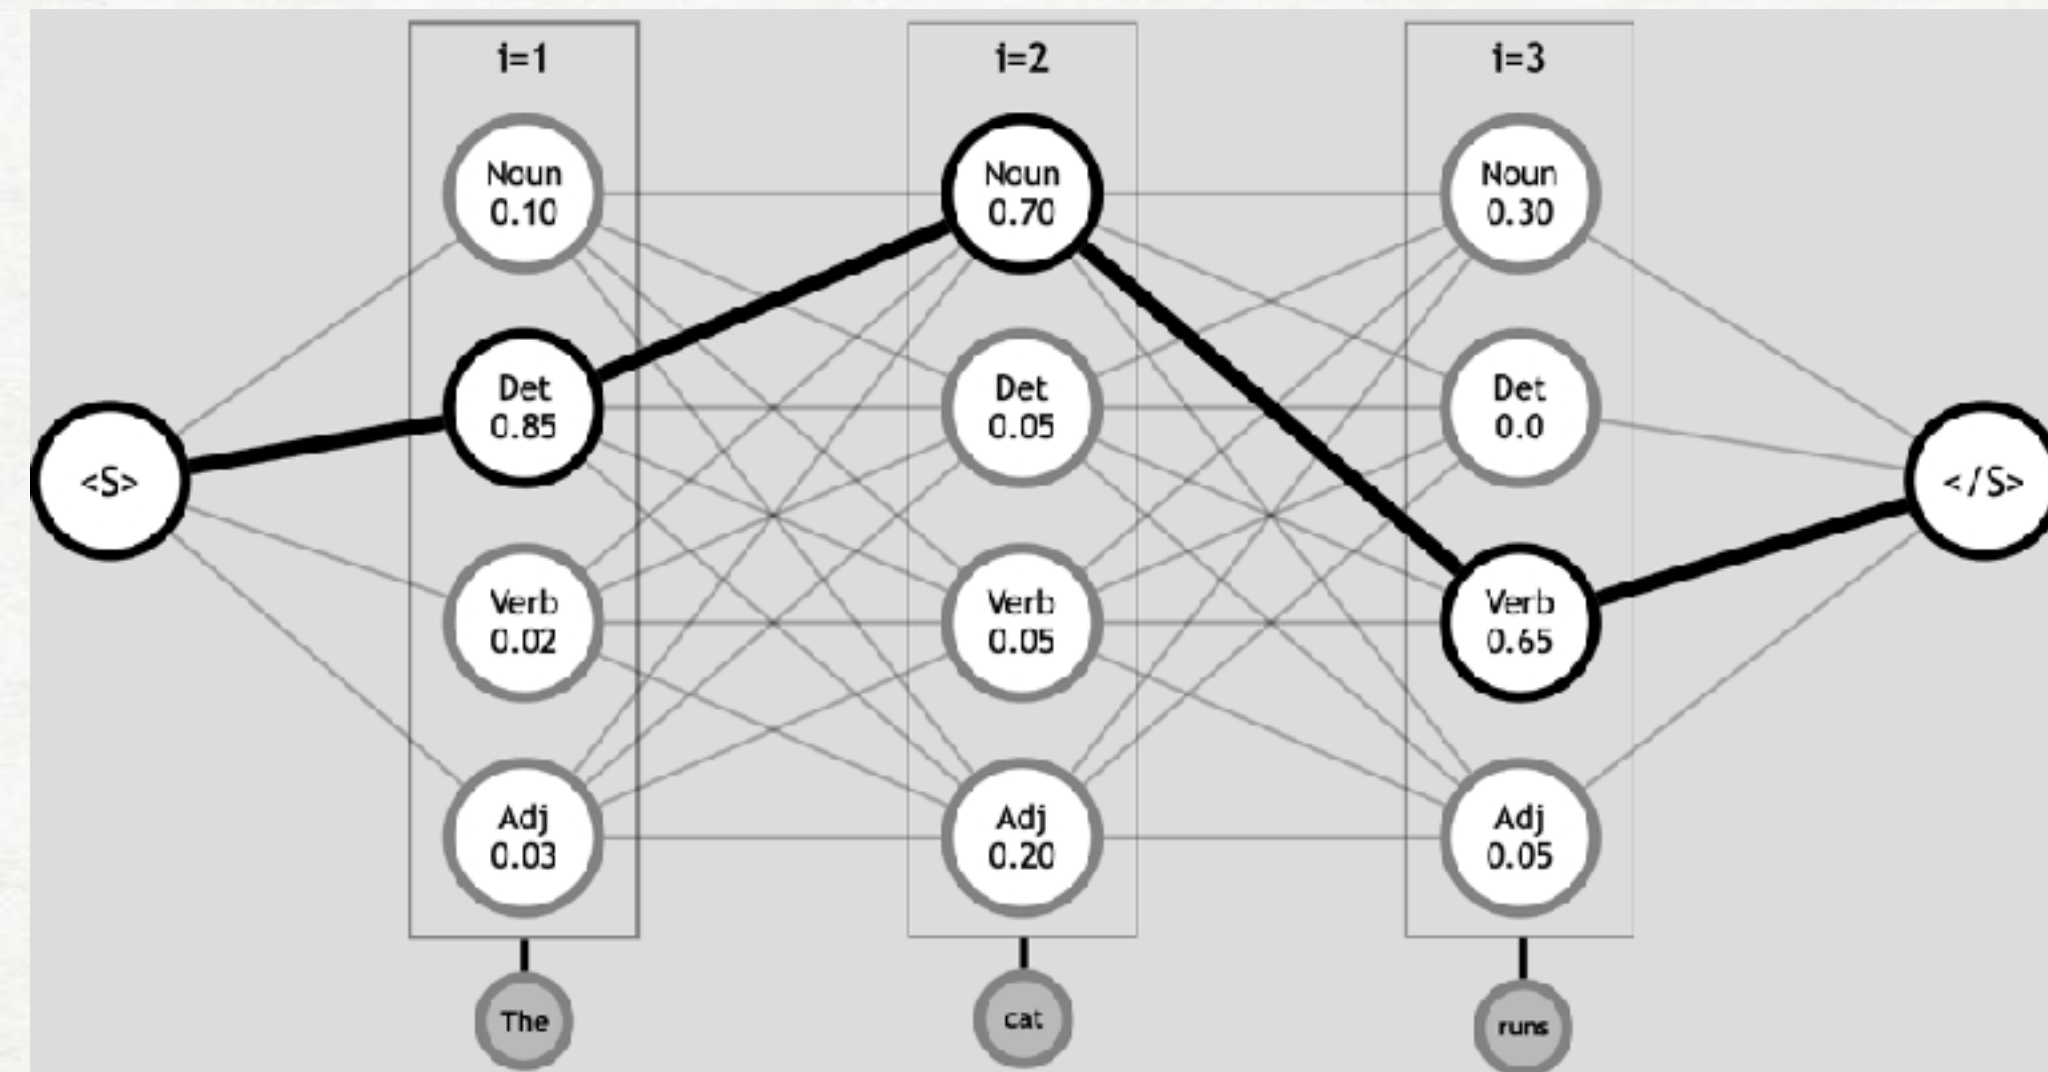 i=1
i=2
i=3
Noun
0.10
Noun
0.70
Noun
0.30
Det
0.85
Det
0.05
Det
0.0
<S>
</S>
Verb
0.02
Verb
0.05
Verb
0.65
Adj
0.03
Adj
0.20
Adj
0.05
The
cat
runs